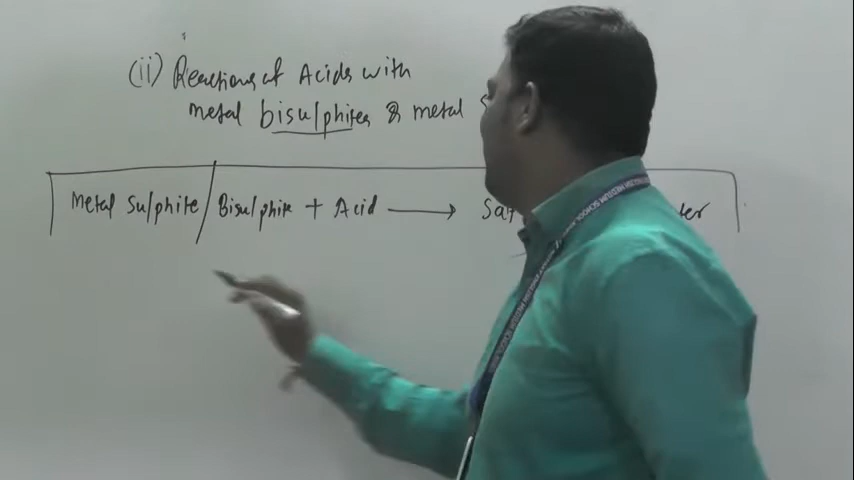 (ii) Reactions of Acids with
metal bisulphites & metal
Metal Sulphite / Bisulphite + Acid ⟶